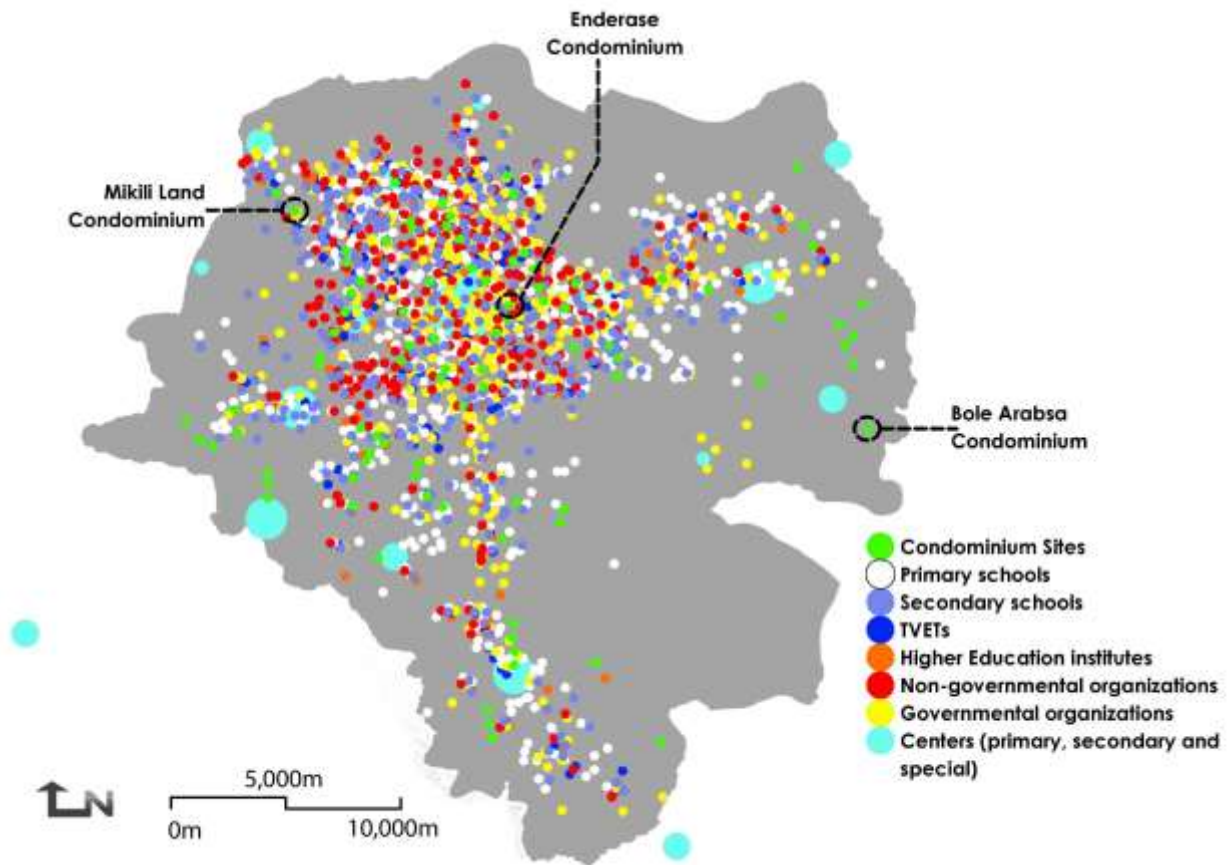 Enderase
Condominium
Mikili Land
Condominium
Bole Arabsa
Condominium
Condominium Sites
Primary schools
Secondary schools
TVETs
Higher Education institutes
Non-governmental organizations
Governmental organizations
Centers (primary, secondary and
special)
N
5,000m
0m
10,000m